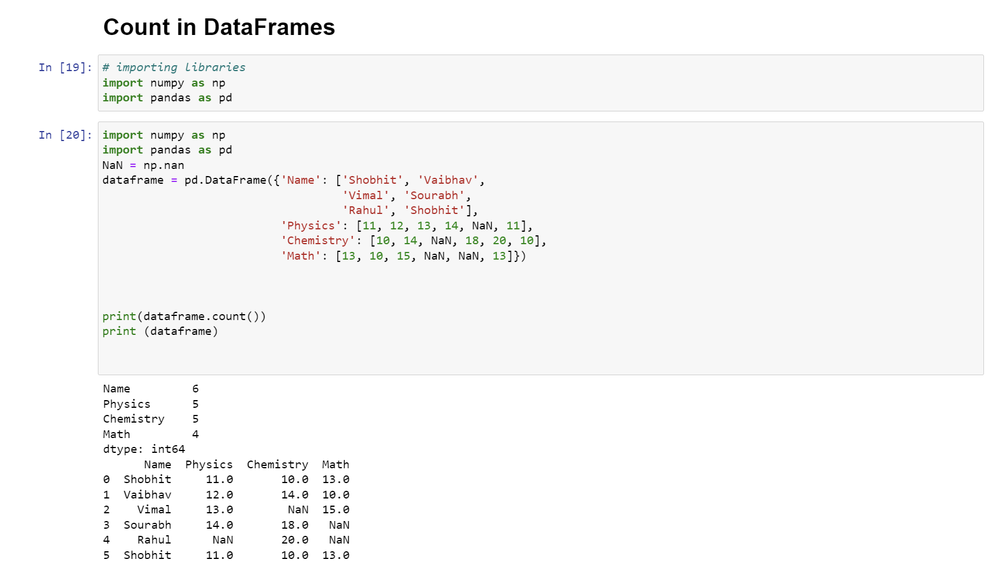 Count in DataFrames
In [19]: # importing libraries
import numpy as np
import pandas as pd
In [20]: import numpy as np
import pandas as pd
NaN = np.nan
dataframe = pd.DataFrame({'Name': ['Shobhit', 'Vaibhav',
                                   'Vimal', 'Sourabh',
                                   'Rahul', 'Shobhit'],
                          'Physics': [11, 12, 13, 14, NaN, 11],
                          'Chemistry': [10, 14, NaN, 18, 20, 10],
                          'Math': [13, 10, 15, NaN, NaN, 13]})
print(dataframe.count())
print (dataframe)
Name         6
Physics      5
Chemistry    5
Math         4
dtype: int64
      Name  Physics  Chemistry  Math
0  Shobhit     11.0       10.0  13.0
1  Vaibhav     12.0       14.0  10.0
2    Vimal     13.0        NaN  15.0
3  Sourabh     14.0       18.0   NaN
4    Rahul      NaN       20.0   NaN
5  Shobhit     11.0       10.0  13.0